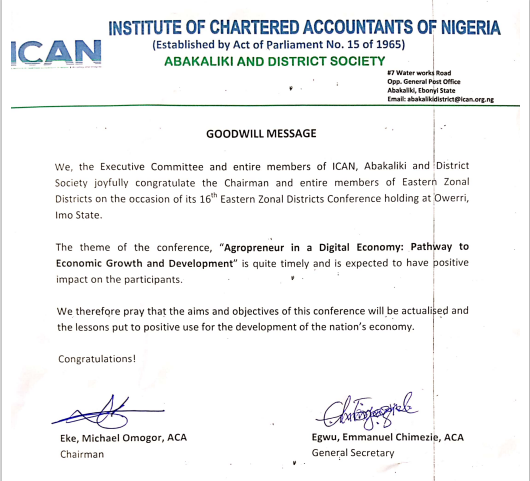 ICAN
INSTITUTE OF CHARTERED ACCOUNTANTS OF NIGERIA
(Established by Act of Parliament No. 15 of 1965)
ABAKALIKI AND DISTRICT SOCIETY
#7 Water works Road
Opp. General Post Office
Abakaliki, Ebonyi State
Email: abakalikidistrict@ican.org.ng
GOODWILL MESSAGE
We, the Executive Committee and entire members of ICAN, Abakaliki and District
Society joyfully congratulate the Chairman and entire members of Eastern Zonal
Districts on the occasion of its 16th Eastern Zonal Districts Conference holding at Owerri,
Imo State.
The theme of the conference, “Agropreneur in a Digital Economy: Pathway to
Economic Growth and Development” is quite timely and is expected to have positive
impact on the participants.
We therefore pray that the aims and objectives of this conference will be actualised and
the lessons put to positive use for the development of the nation’s economy.
Congratulations!
Eke, Michael Omogor, ACA
Chairman
Egwu, Emmanuel Chimezie, ACA
General Secretary